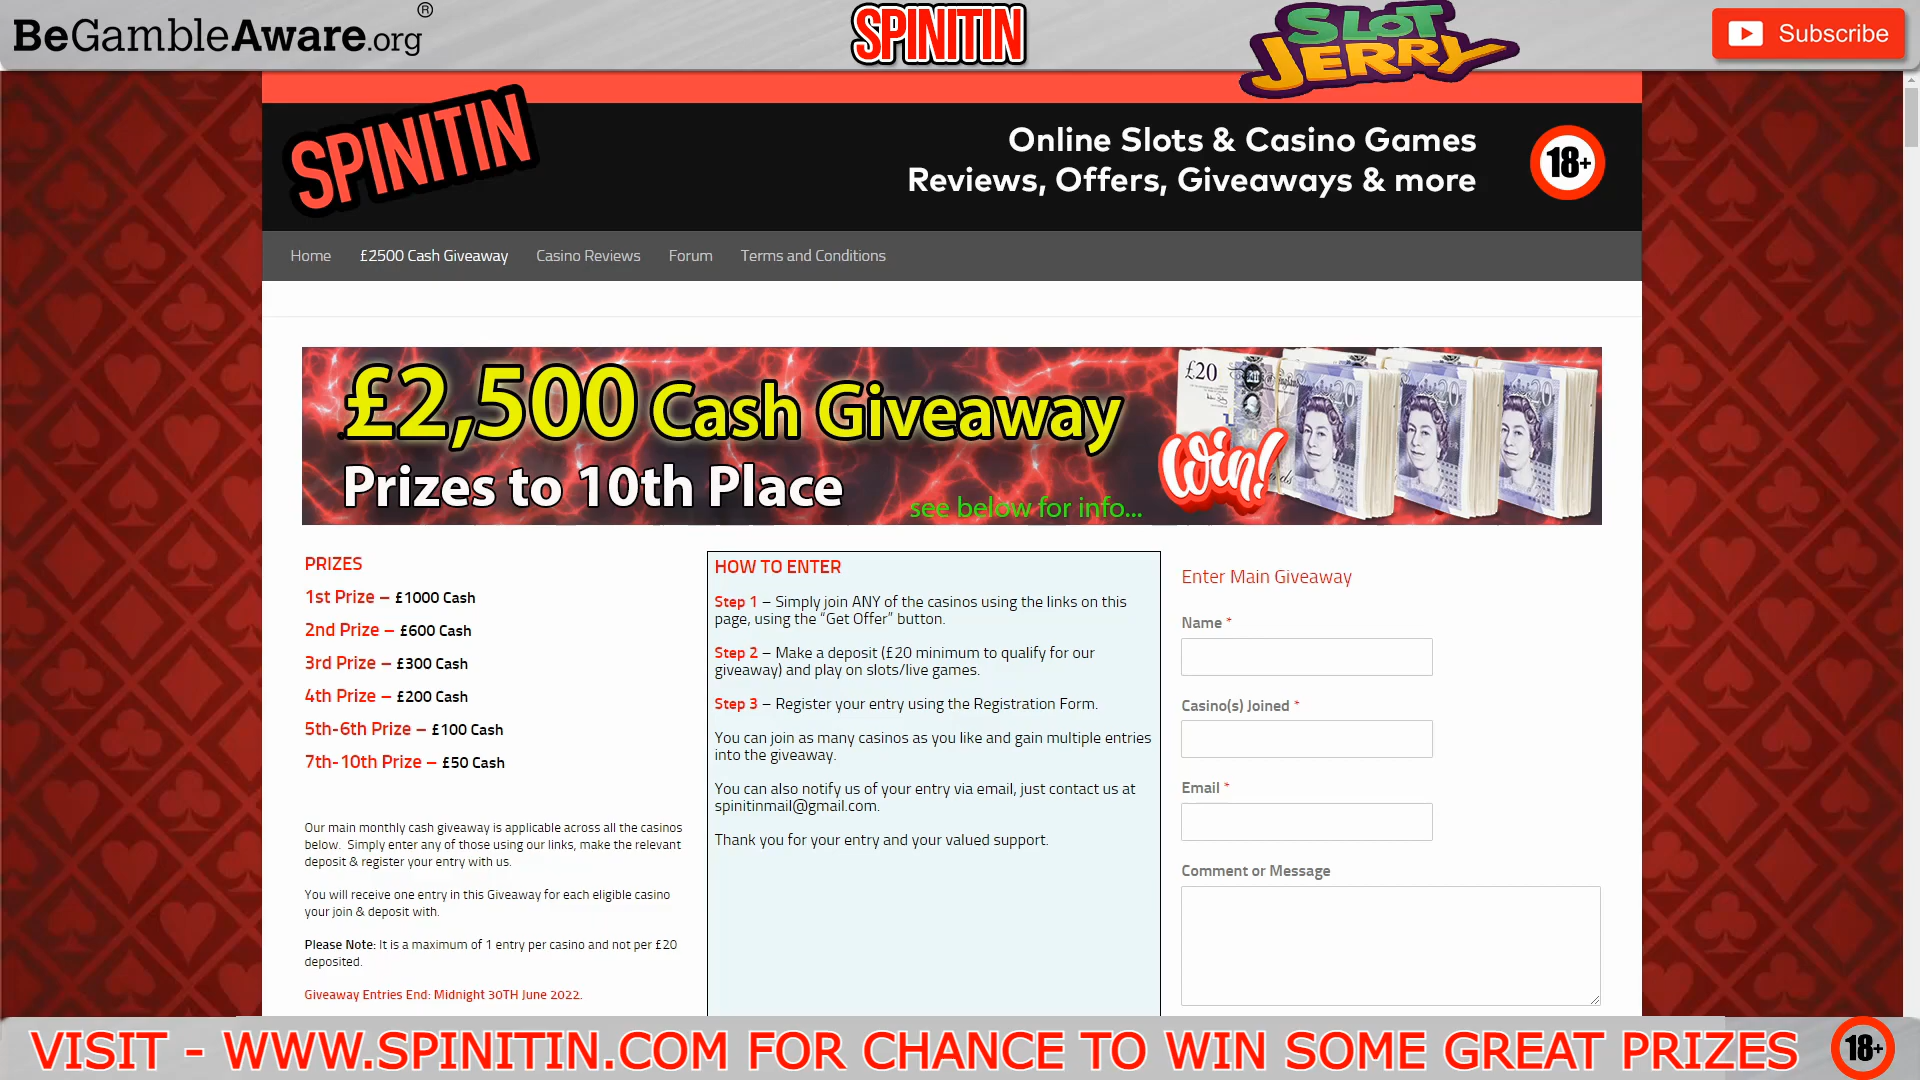 BeGambleAware.org®
SPINITIN
SLOT
JERRY
Subscribe
SPINITIN
Online Slots & Casino Games
Reviews, Offers, Giveaways & more
18+
Home
£2500 Cash Giveaway
Casino Reviews
Forum
Terms and Conditions
£2,500 Cash Giveaway
Prizes to 10th Place
see below for info...
Win!
£20
PRIZES
1st Prize – £1000 Cash
2nd Prize – £600 Cash
3rd Prize – £300 Cash
4th Prize – £200 Cash
5th-6th Prize – £100 Cash
7th-10th Prize – £50 Cash
Our main monthly cash giveaway is applicable across all the casinos
below. Simply enter any of those using our links, make the relevant
deposit & register your entry with us.
You will receive one entry in this Giveaway for each eligible casino
your join & deposit with.
Please Note: It is a maximum of 1 entry per casino and not per £20
deposited.
Giveaway Entries End: Midnight 30TH June 2022.
HOW TO ENTER
Step 1 – Simply join ANY of the casinos using the links on this
page, using the “Get Offer” button.
Step 2 – Make a deposit (£20 minimum to qualify for our
giveaway) and play on slots/live games.
Step 3 – Register your entry using the Registration Form.
You can join as many casinos as you like and gain multiple entries
into the giveaway.
You can also notify us of your entry via email, just contact us at
spinitinmail@gmail.com.
Thank you for your entry and your valued support.
Enter Main Giveaway
Name *
Casino(s) Joined *
Email *
Comment or Message
VISIT - WWW.SPINITIN.COM FOR CHANCE TO WIN SOME GREAT PRIZES
18+